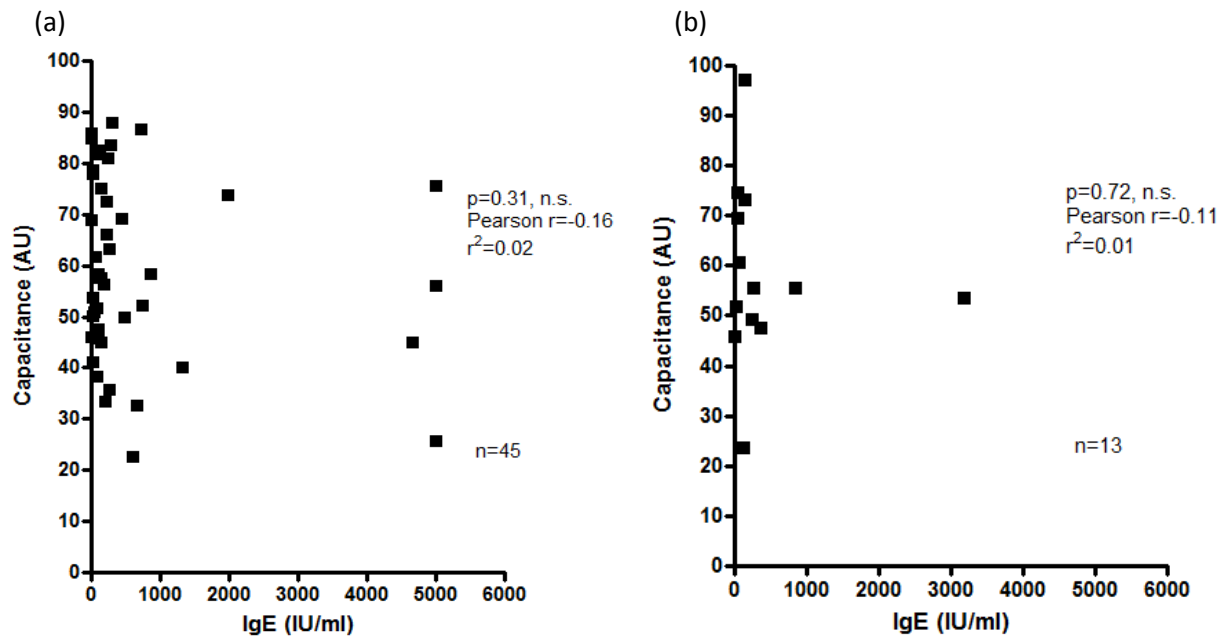 (a)
100
90
80
70
60
50
40
30
20
10
0
Capacitance (AU)
p=0.31, n.s.
Pearson r=-0.16
r²=0.02
n=45
0 1000 2000 3000 4000 5000 6000
IgE (IU/ml)
(b)
100
90
80
70
60
50
40
30
20
10
0
Capacitance (AU)
p=0.72, n.s.
Pearson r=-0.11
r²=0.01
n=13
0 1000 2000 3000 4000 5000 6000
IgE (IU/ml)